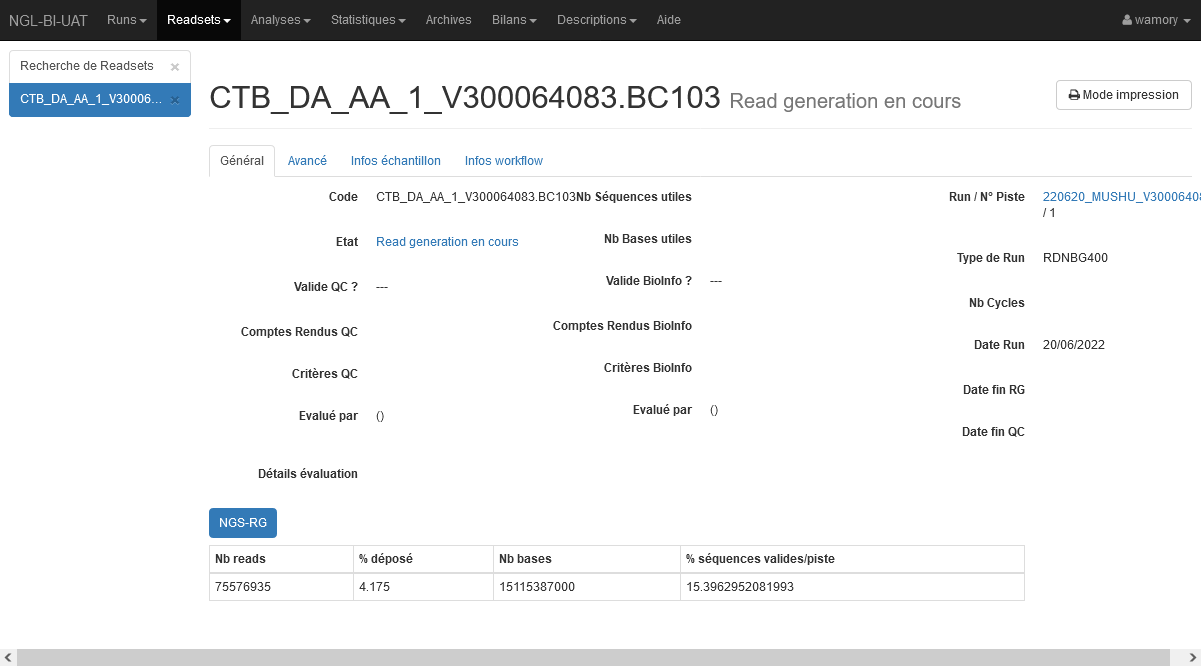 NGL-BI-UAT Runs Readsets Analyses Statistiques Archives Bilans Descriptions Aide wamory
Recherche de Readsets ×
CTB_DA_AA_1_V30006... ×
CTB_DA_AA_1_V300064083.BC103 Read generation en cours
Mode impression
Général Avancé Infos échantillon Infos workflow
Code CTB_DA_AA_1_V300064083.BC103
Etat Read generation en cours
Valide QC ? ---
Comptes Rendus QC
Critères QC
Evalué par ()
Détails évaluation
Nb Séquences utiles
Nb Bases utiles
Valide BioInfo ? ---
Comptes Rendus BioInfo
Critères BioInfo
Evalué par ()
Run / N° Piste 220620_MUSHU_V30006408
/ 1
Type de Run RDNBG400
Nb Cycles
Date Run 20/06/2022
Date fin RG
Date fin QC
NGS-RG
Nb reads % déposé Nb bases % séquences valides/piste
75576935 4.175 15115387000 15.3962952081993